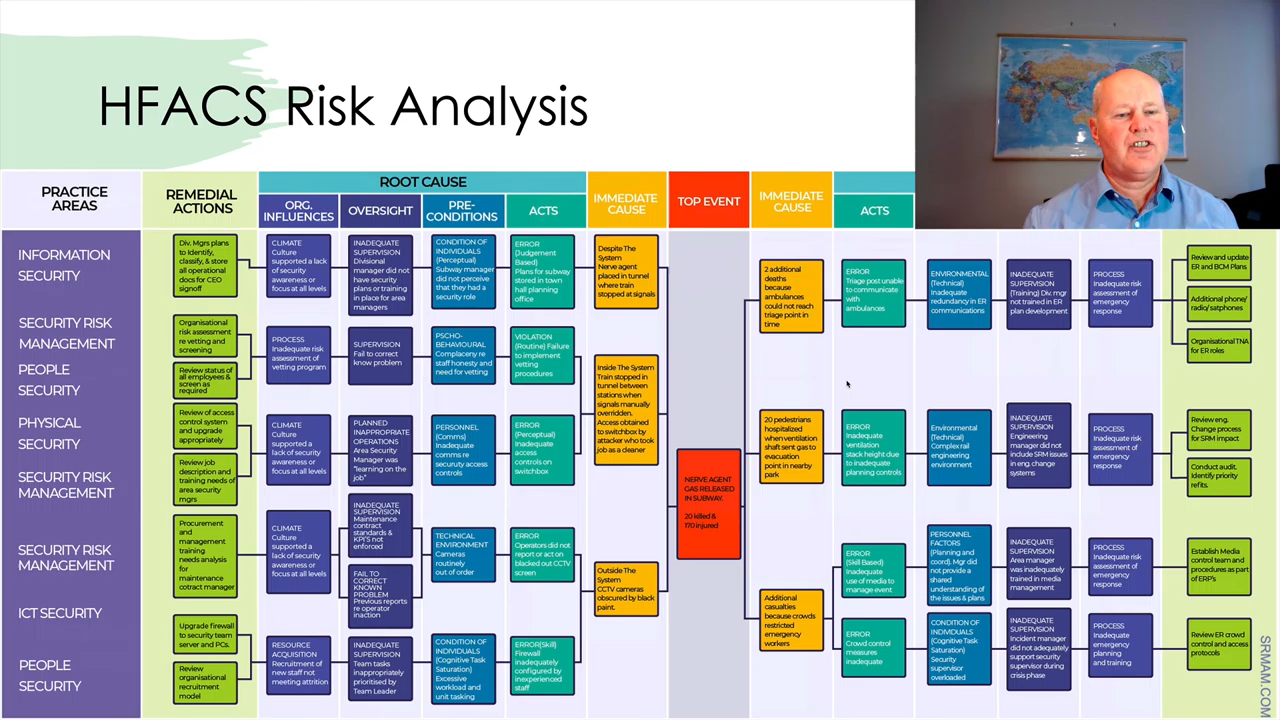 HFACS Risk Analysis
PRACTICE
AREAS
REMEDIAL
ACTIONS
ROOT CAUSE
ORG.
INFLUENCES
OVERSIGHT
PRE-
CONDITIONS
ACTS
IMMEDIATE
CAUSE
TOP EVENT
IMMEDIATE
CAUSE
ACTS
INFORMATION
SECURITY
SECURITY RISK
MANAGEMENT
PEOPLE
SECURITY
PHYSICAL
SECURITY
SECURITY RISK
MANAGEMENT
SECURITY RISK
MANAGEMENT
ICT SECURITY
PEOPLE
SECURITY
Div. Mgrs plans
to Identify,
classify, & store
all operational
docs for CEO
signoff
Organisational
risk assessment
re vetting and
screening
Review status of
all employees &
screen as
required
Review of access
control system
and upgrade
appropriately
Review job
description and
training needs of
area security
mgrs
Procurement
and
management
training.
needs analysis
for
maintenance
cotract manager
Upgrade firewall
to security team
server and PCs.
Review
organisational
recruitment
model
CLIMATE
Culture
supported a lack
of security
awareness or
focus at all levels
PROCESS
Inadequate risk
assessment of
vetting program
CLIMATE
Culture
supported a lack
of security
awareness or
focus at all levels
CLIMATE
Culture
supported a lack
of security
awareness or
focus at all levels
RESOURCE
ACQUISITION
Recruitment of
new staff not
meeting attrition
INADEQUATE
SUPERVISION
Divisional
manager did not
have security
plans or training
in place for area
managers
SUPERVISION
Fail to correct
know problem
PLANNED
INAPPROPRIATE
OPERATIONS
Area Security
Manager was
"learning on the
job"
INADEQUATE
SUPERVISION
Maintenance
contract
standards &
KPI'S not
enforced
FAIL TO
CORRECT
KNOWN
PROBLEM
Previous reports
re operator
inaction
INADEQUATE
SUPERVISION
Team tasks
inappropriately
prioritised by
Team Leader
CONDITION OF
INDIVIDUALS
(Perceptual)
Subway manager
did not perceive
that they had a
security role
PSCHO-
BEHAVIOURAL
Complaceny re
staff honesty and
need for vetting
PERSONNEL
(Comms)
Inadequate
comms re
secuurty access
controls
TECHNICAL
ENVIRONMENT
Cameras
routinely
out of order
CONDITION OF
INDIVIDUALS
(Cognitive Task
Saturation)
Excessive
workload and
unit tasking
ERROR
(Judgement
Based)
Plans for subway
stored in town
hall planning
office
VIOLATION
(Routine) Failure
to implement
vetting
procedures
ERROR
(Perceptual)
Inadequate
access
controls on
switchbox
ERROR
Operators did not
report or act on
blacked out CCTV
screen
ERROR(Skill)
Firewall
inadequately
configured by
inexperienced
staff
Despite The
System
Nerve agent
placed in tunnel
where train
stopped at signals
Inside The System
Train stopped in
tunnel between
stations when
signals manually
overridden.
Access obtained
to switchbox by
attacker who took
job as a cleaner
Outside The
System
CCTV cameras
obscured by black
paint.
NERVE AGENT
GAS RELEASED
IN SUBWAY.
20 killed &
170 injured
2 additional
deaths
because
ambulances
could not reach
triage point in
time
20 pedestrians
hospitalized
when ventilation
shaft sent gas to
evacuation
point in nearby
park
Additional
casualties
because crowds
restricted
emergency
workers
ERROR
Triage post unable
to communicate
with
ambulances
ERROR
Inadequate
ventilation
stack height due
to inadequate
planning controls
ERROR
(Skill Based)
Inadequate
use of media to
manage event
ERROR
Crowd control
measures
inadequate
ENVIRONMENTAL
(Technical)
Inadequate
redundancy in ER
communications
Environmental
(Technical)
Complex rail
engineering
environment
PERSONNEL
FACTORS
(Planning and
coord). Mgr did
not provide a
shared
understanding of
the issues & plans
CONDITION OF
INDIVIDUALS
(Cognitive Task
Saturation)
Security
supervisor
overloaded
INADEQUATE
SUPERVISION
(Training) Div. mgr
not trained in ER
plan development
INADEQUATE
SUPERVISION
Engineering
manager did not
include SRM issues
in eng. change
systems
INADEQUATE
SUPERVISION
Area manager
was inadequately
trained in media
management
INADEQUATE
SUPERVISION
Incident manager
did not adequately
support security
supervisor during
crisis phase
PROCESS
Inadequate risk
assessment of
emergency
response
PROCESS
Inadequate risk
assessment of
emergency
response
PROCESS
Inadequate risk
assessment of
emergency
response
PROCESS
Inadequate
emergency
planning
and training
Review and update
ER and BCM Plans
Additional phone/
radio/satphones
Organisational TNA
for ER roles
Review eng.
Change process
for SRM impact
Conduct audit.
Identify priority
refits.
Establish Media
control team and
procedures as part
of ERP's
Review ER crowd
control and access
protocols
SRMAM.COM